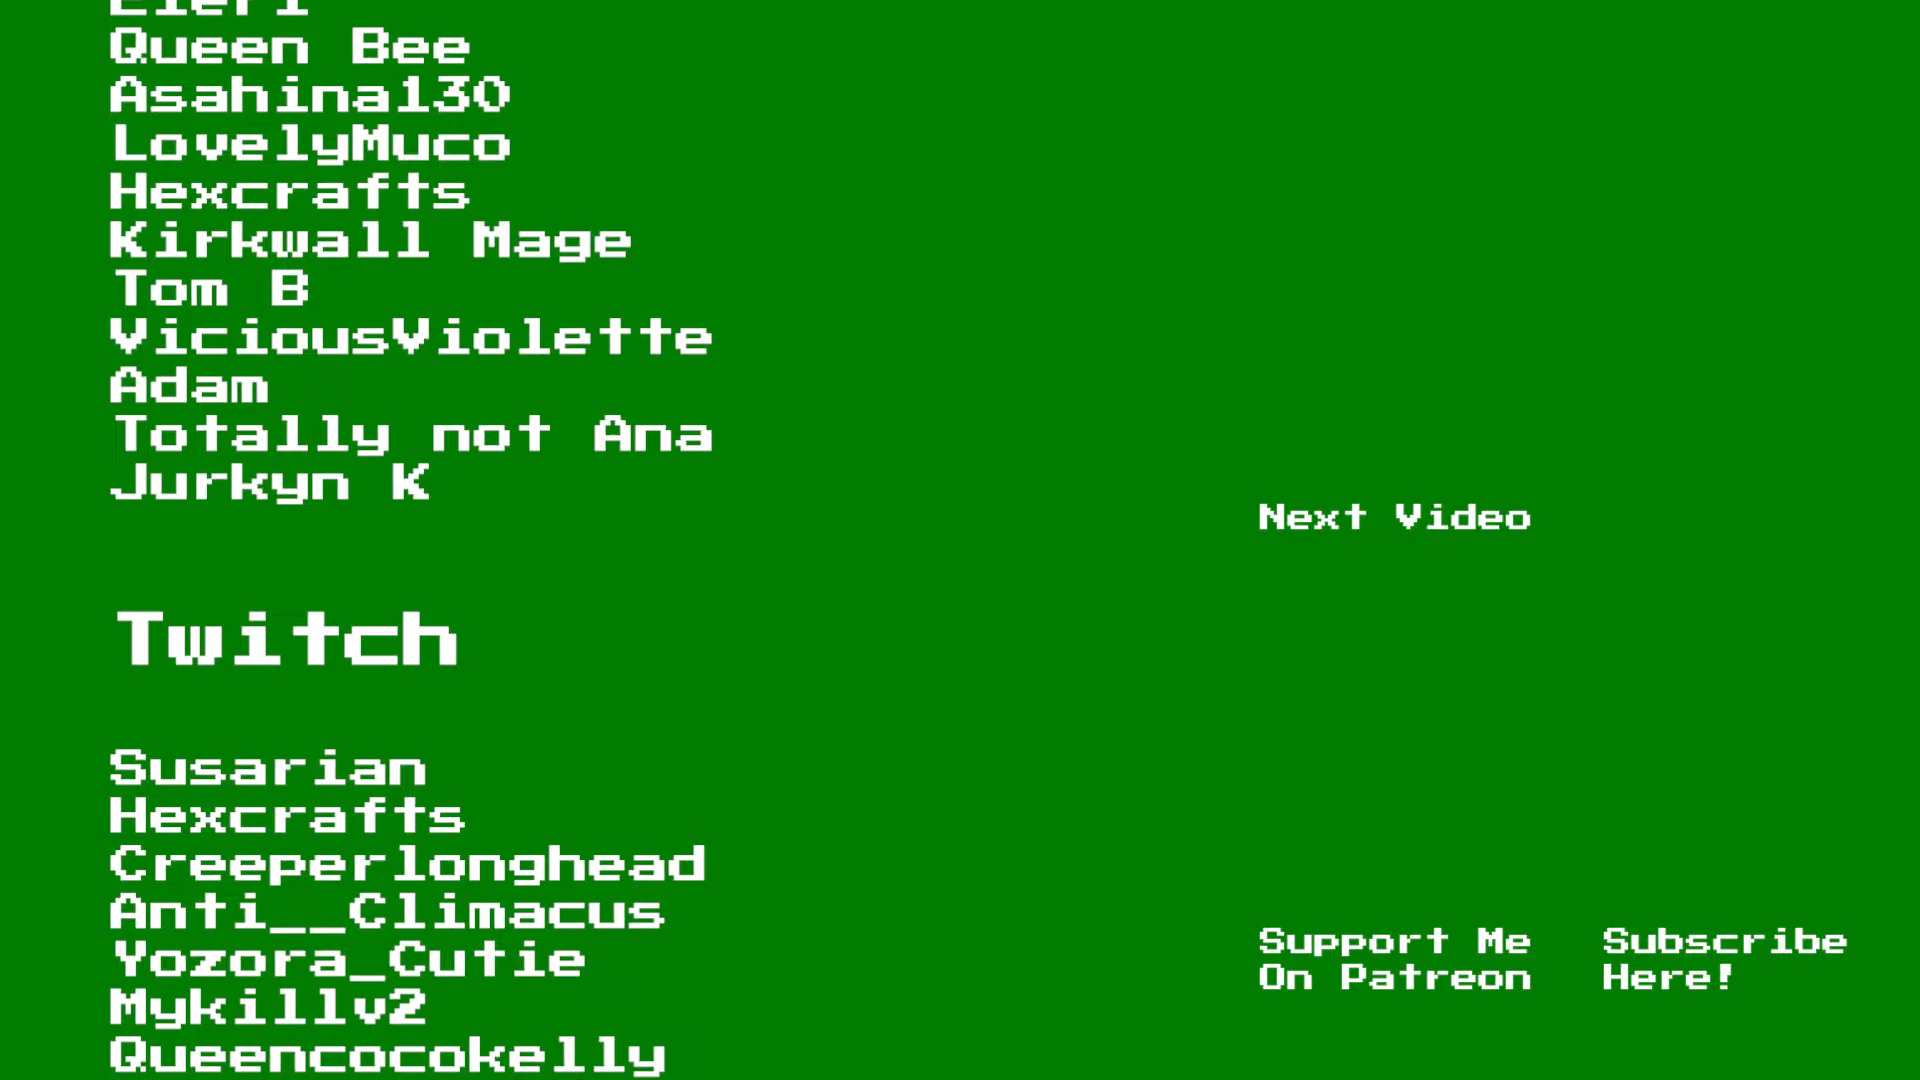 Queen Bee
Asahina130
LovelyMuco
Hexcrafts
Kirkwall Mage
Tom B
ViciousViolette
Adam
Totally not Ana
Jurkyn K
Twitch
Susarian
Hexcrafts
Creeperlonghead
Anti__Climacus
Yozora_Cutie
Mykillv2
Queencocokelly
Next Video
Support Me
On Patreon
Subscribe
Here!